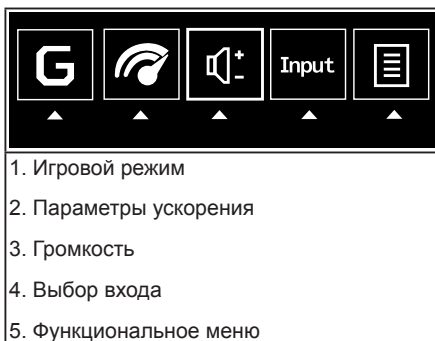 G Input
1. Игровой режим
2. Параметры ускорения
3. Громкость
4. Выбор входа
5. Функциональное меню